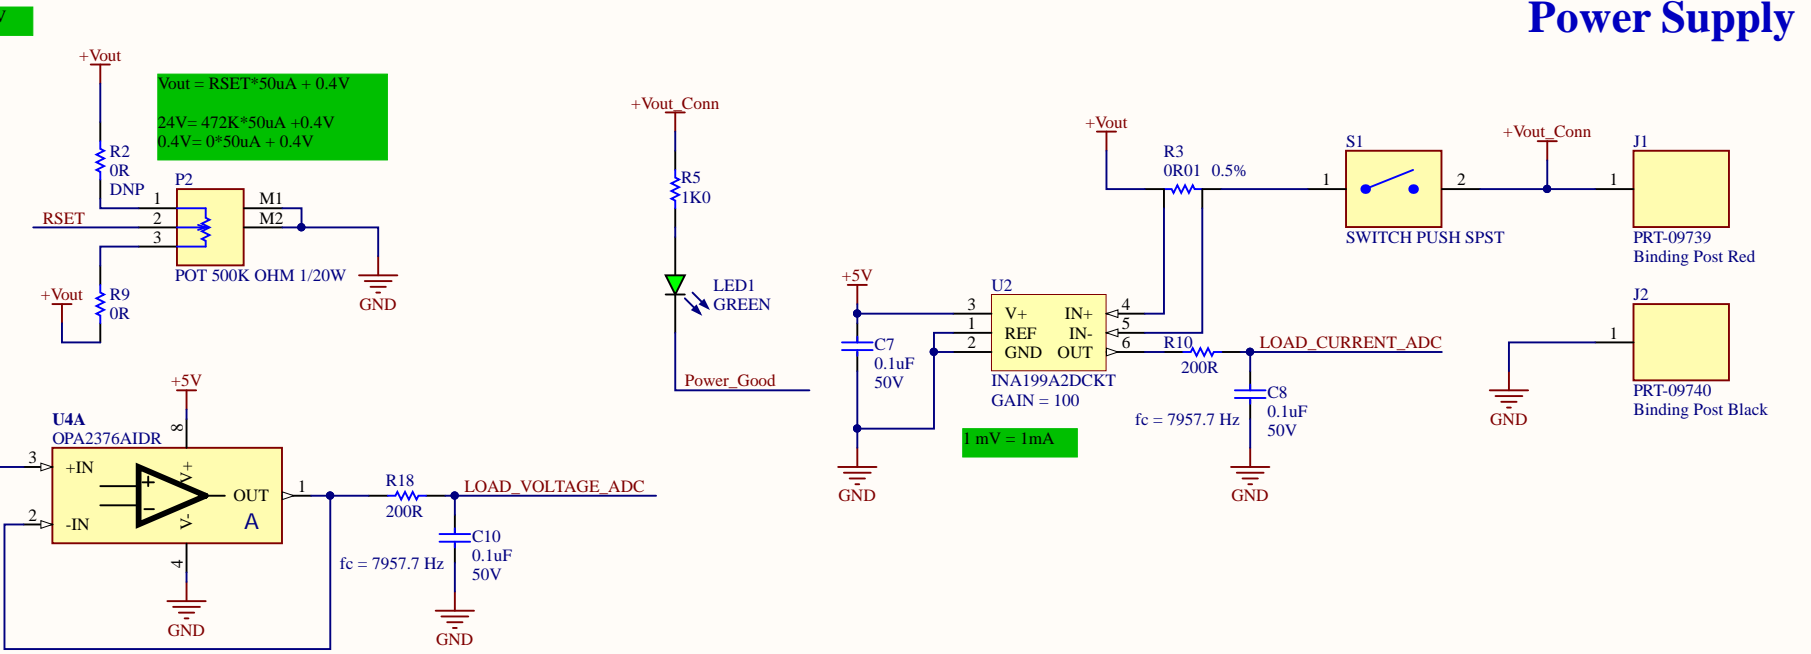 Power Supply
V
+Vout
Vout = RSET*50uA + 0.4V
24V= 472K*50uA +0.4V
0.4V= 0*50uA + 0.4V
R2
0R
DNP
P2
1
2
3
M1
M2
RSET
POT 500K OHM 1/20W
GND
+Vout
R9
0R
+Vout_Conn
R5
1K0
LED1
GREEN
Power_Good
+Vout
R3
0R01 0.5%
S1
1
2
SWITCH PUSH SPST
+Vout_Conn
J1
1
PRT-09739
Binding Post Red
J2
1
PRT-09740
Binding Post Black
GND
+5V
C7
0.1uF
50V
GND
U2
3
1
2
V+
REF
GND
IN+
IN-
OUT
4
5
6
INA199A2DCKT
GAIN = 100
1 mV = 1mA
R10
200R
LOAD_CURRENT_ADC
C8
0.1uF
50V
fc = 7957.7 Hz
GND
+5V
U4A
OPA2376AIDR
8
3
+IN
2
-IN
V+
V-
OUT
A
1
4
GND
R18
200R
LOAD_VOLTAGE_ADC
C10
0.1uF
50V
fc = 7957.7 Hz
GND